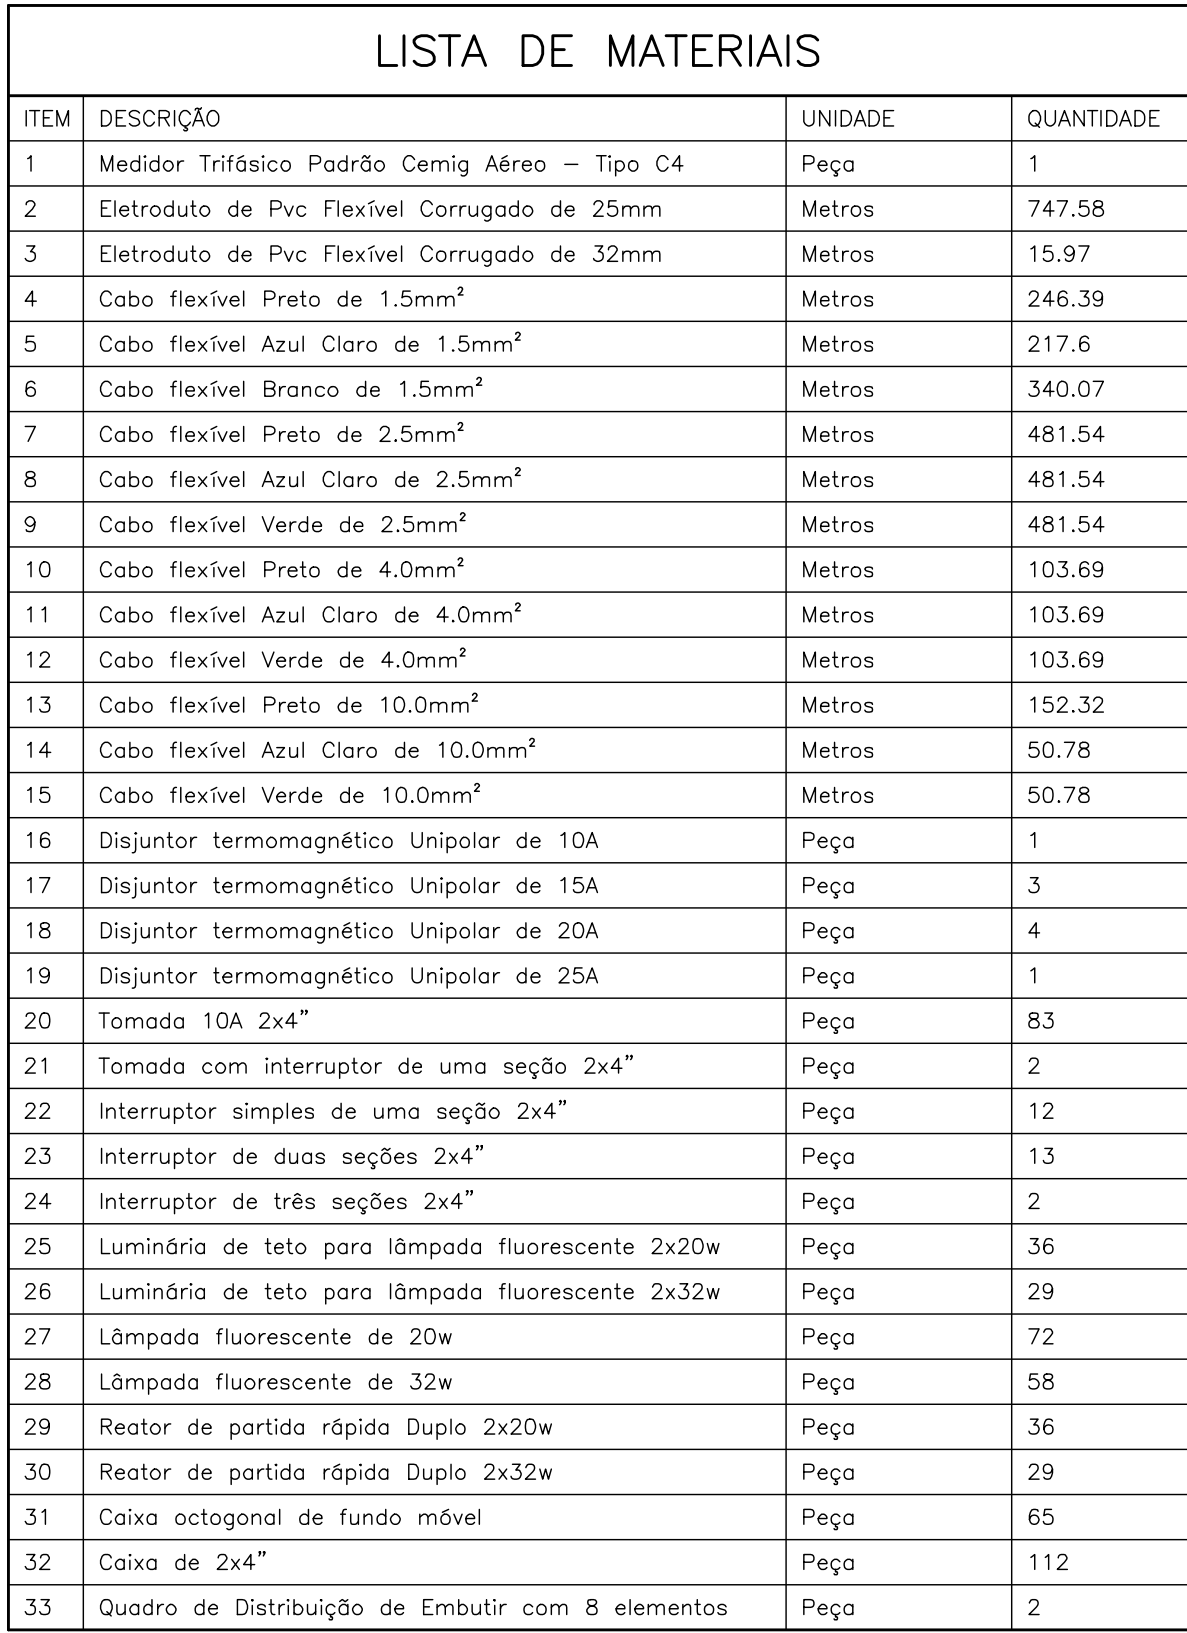 LISTA DE MATERIAIS
ITEM DESCRIÇÃO UNIDADE QUANTIDADE
1 Medidor Trifásico Padrão Cemig Aéreo – Tipo C4 Peça 1
2 Eletroduto de Pvc Flexível Corrugado de 25mm Metros 747.58
3 Eletroduto de Pvc Flexível Corrugado de 32mm Metros 15.97
4 Cabo flexível Preto de 1.5mm² Metros 246.39
5 Cabo flexível Azul Claro de 1.5mm² Metros 217.6
6 Cabo flexível Branco de 1.5mm² Metros 340.07
7 Cabo flexível Preto de 2.5mm² Metros 481.54
8 Cabo flexível Azul Claro de 2.5mm² Metros 481.54
9 Cabo flexível Verde de 2.5mm² Metros 481.54
10 Cabo flexível Preto de 4.0mm² Metros 103.69
11 Cabo flexível Azul Claro de 4.0mm² Metros 103.69
12 Cabo flexível Verde de 4.0mm² Metros 103.69
13 Cabo flexível Preto de 10.0mm² Metros 152.32
14 Cabo flexível Azul Claro de 10.0mm² Metros 50.78
15 Cabo flexível Verde de 10.0mm² Metros 50.78
16 Disjuntor termomagnético Unipolar de 10A Peça 1
17 Disjuntor termomagnético Unipolar de 15A Peça 3
18 Disjuntor termomagnético Unipolar de 20A Peça 4
19 Disjuntor termomagnético Unipolar de 25A Peça 1
20 Tomada 10A 2x4” Peça 83
21 Tomada com interruptor de uma seção 2x4” Peça 2
22 Interruptor simples de uma seção 2x4” Peça 12
23 Interruptor de duas seções 2x4” Peça 13
24 Interruptor de três seções 2x4” Peça 2
25 Luminária de teto para lâmpada fluorescente 2x20w Peça 36
26 Luminária de teto para lâmpada fluorescente 2x32w Peça 29
27 Lâmpada fluorescente de 20w Peça 72
28 Lâmpada fluorescente de 32w Peça 58
29 Reator de partida rápida Duplo 2x20w Peça 36
30 Reator de partida rápida Duplo 2x32w Peça 29
31 Caixa octogonal de fundo móvel Peça 65
32 Caixa de 2x4” Peça 112
33 Quadro de Distribuição de Embutir com 8 elementos Peça 2